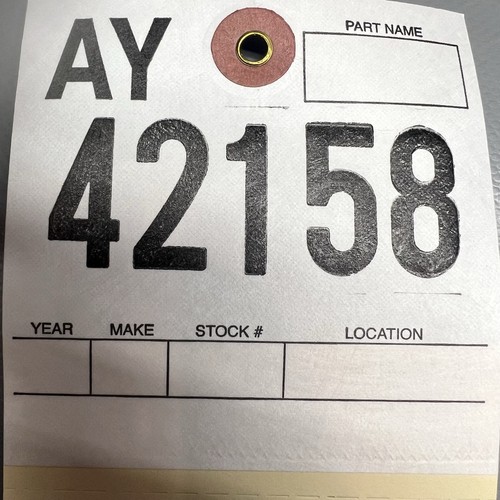 AY
PART NAME
42158
YEAR MAKE STOCK # LOCATION